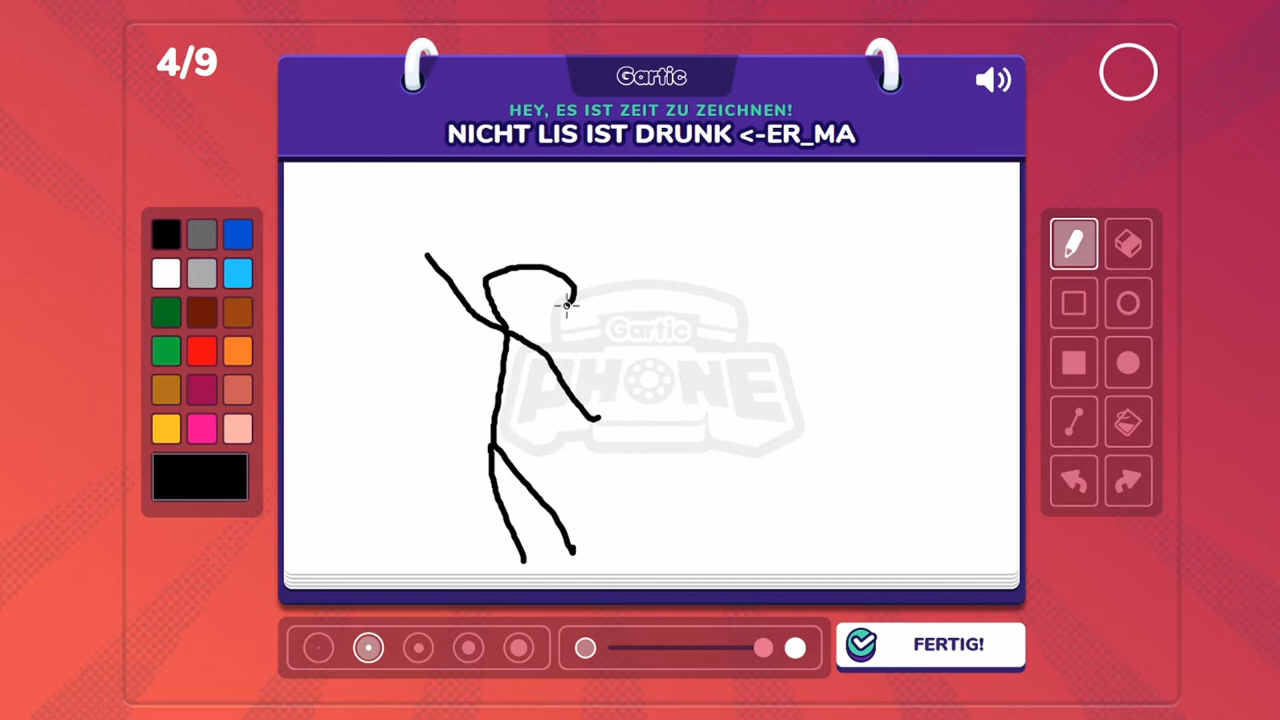 4/9
Gartic
HEY, ES IST ZEIT ZU ZEICHNEN!
NICHT LIS IST DRUNK <-ER_MA
Gartic
PHONE
FERTIG!